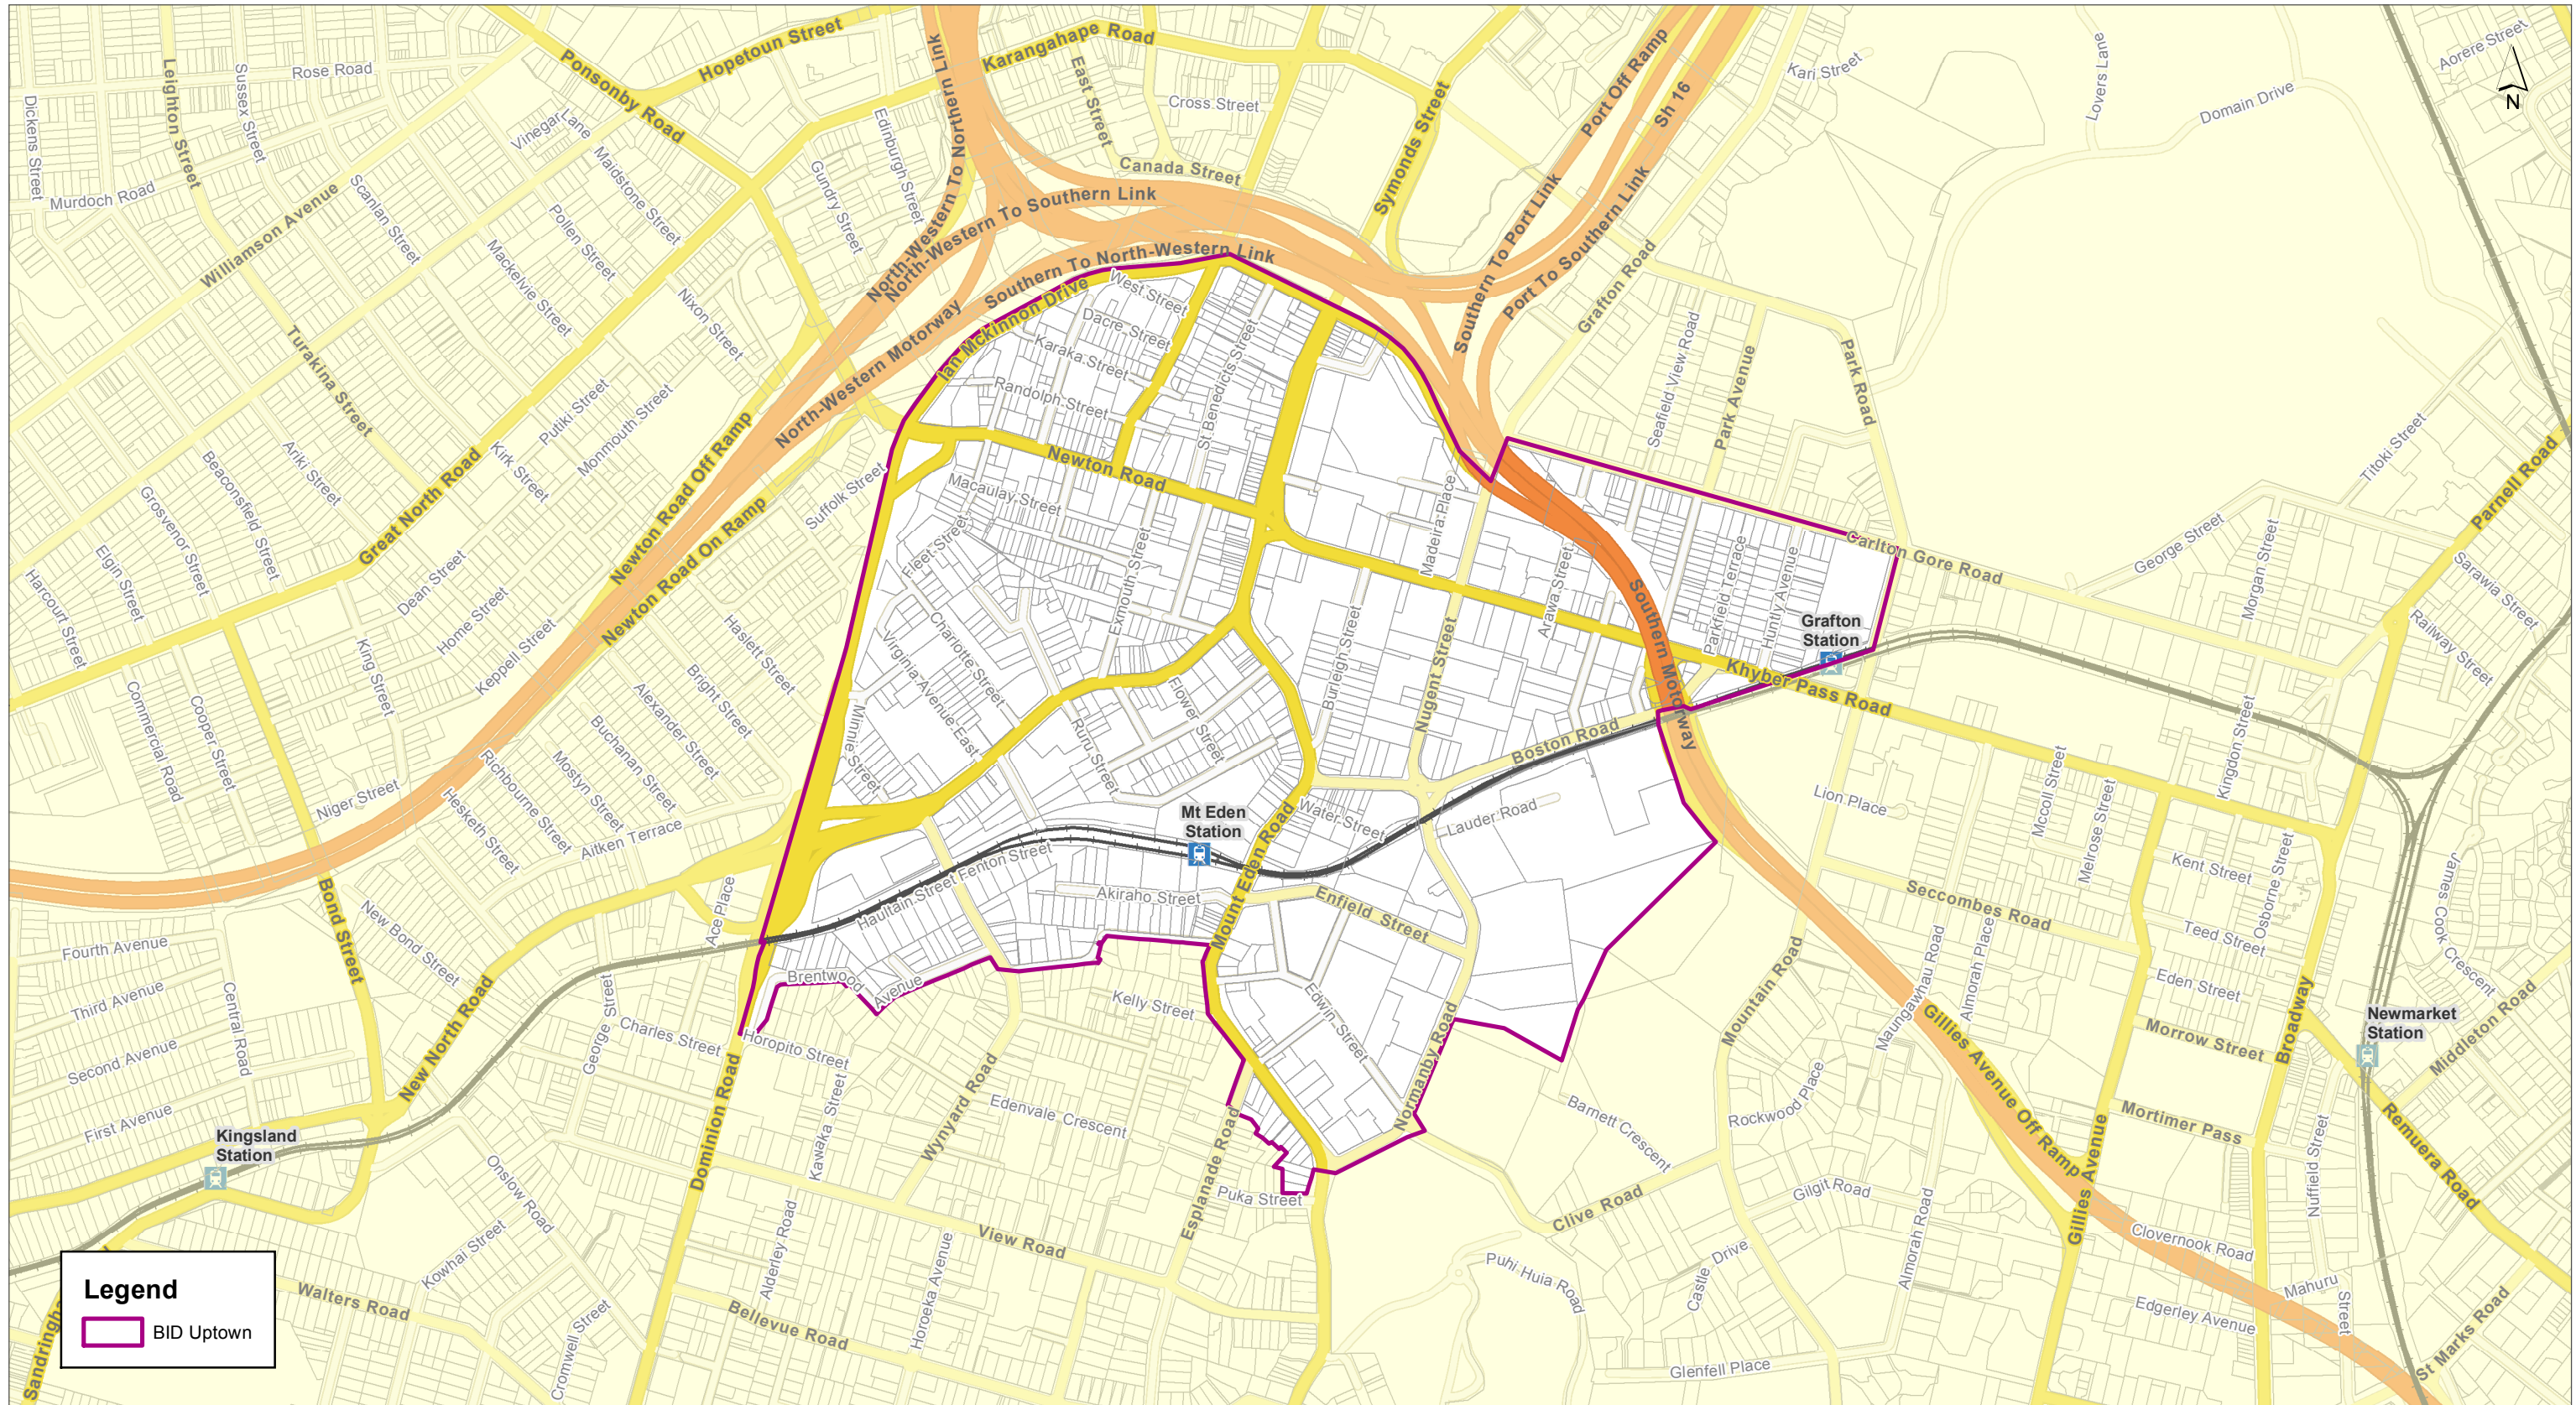 Aorere Street
N
Leighton Street
Sussex Street
Rose Road
Dickens Street
Murdoch Road
Ponsonby Road
Hopetoun Street
Karangahape Road
East Street
Cross Street
Canada Street
Symonds Street
Port Off Ramp
Sh 16
Kari Street
Lovers Lane
Domain Drive
Vinegar Lane
Maidstone Street
Edinburgh Street
Gundry Street
North-Western To Northern Link
North-Western To Southern Link
Southern To North-Western Link
Southern To Port Link
Port To Southern Link
Grafton Road
Williamson Avenue
Scanlan Street
Pollen Street
Mackelvie Street
Nixon Street
North-Western Motorway
Ian Mckinnon Drive
West Street
Dacre Street
Karaka Street
Randolph Street
St Benedicts Street
Seafield View Road
Park Avenue
Park Road
Turakina Street
Putiki Street
Monmouth Street
Kirk Street
Ariki Street
Beaconsfield Street
Grosvenor Street
Elgin Street
Harcourt Street
Great North Road
Newton Road Off Ramp
Newton Road On Ramp
Suffolk Street
Newton Road
Macaulay Street
Fleet Street
Exmouth Street
Madeira Place
Arawa Street
Southern Motorway
Parkfield Terrace
Huntly Avenue
Carlton Gore Road
George Street
Morgan Street
Titoki Street
Parnell Road
Sarawia Street
Railway Street
Grafton
Station
Khyber Pass Road
Dean Street
Home Street
Keppell Street
King Street
Haslett Street
Bright Street
Alexander Street
Buchanan Street
Mostyn Street
Richbourne Street
Hesketh Street
Aitken Terrace
Niger Street
Commercial Road
Cooper Street
Charlotte Street
Virginia Avenue East
Minnie Street
Ruru Street
Flower Street
Burleigh Street
Nugent Street
Boston Road
Water Street
Lauder Road
Mt Eden
Station
Mount Eden Road
Haultain Street
Fenton Street
Akiraho Street
Enfield Street
Edwin Street
Normanby Road
Lion Place
Mccoll Street
Melrose Street
Kingdon Street
Kent Street
Osborne Street
Seccombes Road
Teed Street
Eden Street
Morrow Street
Mortimer Pass
Broadway
James Cook Crescent
Middleton Road
Newmarket
Station
Remuera Road
Nuffield Street
Maungawhau Road
Almorah Place
Mountain Road
Gillies Avenue Off Ramp
Gillies Avenue
Rockwood Place
Barnett Crescent
Gilgit Road
Clive Road
Castle Drive
Almorah Road
Puhi Huia Road
Glenfell Place
Clovernook Road
Mahuru Street
Edgerley Avenue
St Marks Road
Bond Street
New Bond Street
Ace Place
Fourth Avenue
Third Avenue
Second Avenue
First Avenue
Central Road
New North Road
George Street
Charles Street
Brentwood Avenue
Horopito Street
Dominion Road
Kawaka Street
Wynyard Road
Edenvale Crescent
Kelly Street
Esplanade Road
Puka Street
View Road
Alderley Road
Horoeka Avenue
Bellevue Road
Kingsland
Station
Onslow Road
Kowhai Street
Walters Road
Cromwell Street
Legend
BID Uptown